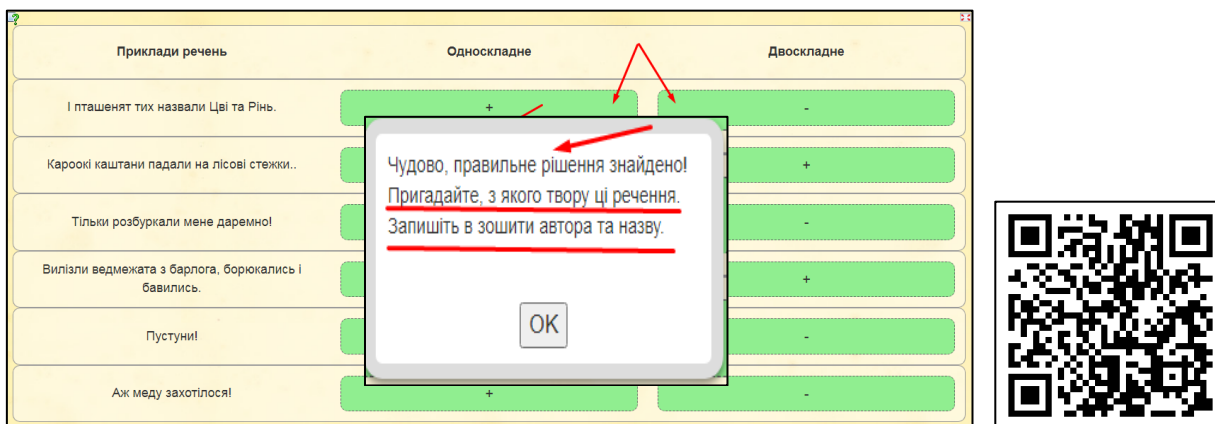 Приклади речень Односкладне Двоскладне
І пташенят тих назвали Цві та Рінь. + -
Кароокі каштани падали на лісові стежки.. +
Тільки розбуркали мене даремно! -
Вилізли ведмежата з барлога, борюкались і
бавились. +
Пустуни! -
Аж меду захотілося! + -
Чудово, правильне рішення знайдено!
Пригадайте, з якого твору ці речення.
Запишіть в зошити автора та назву.
OK